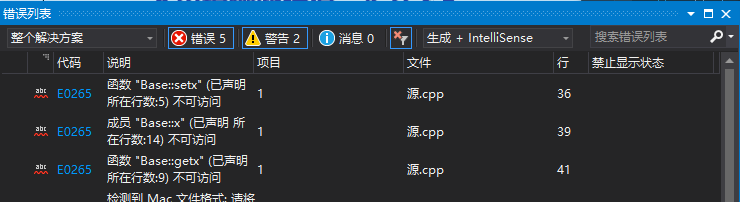 错误列表
整个解决方案 错误 5 警告 2 消息 0 生成 + IntelliSense 搜索错误列表
代码 说明 项目 文件 行 禁止显示状态
abc E0265 函数 "Base::setx" (已声明 1 源.cpp 36
所在行数:5) 不可访问
abc E0265 成员 "Base::x" (已声明 所 1 源.cpp 39
在行数:14) 不可访问
abc E0265 函数 "Base::getx" (已声明 1 源.cpp 41
所在行数:9) 不可访问
检测到 Mac 文件格式: 请将